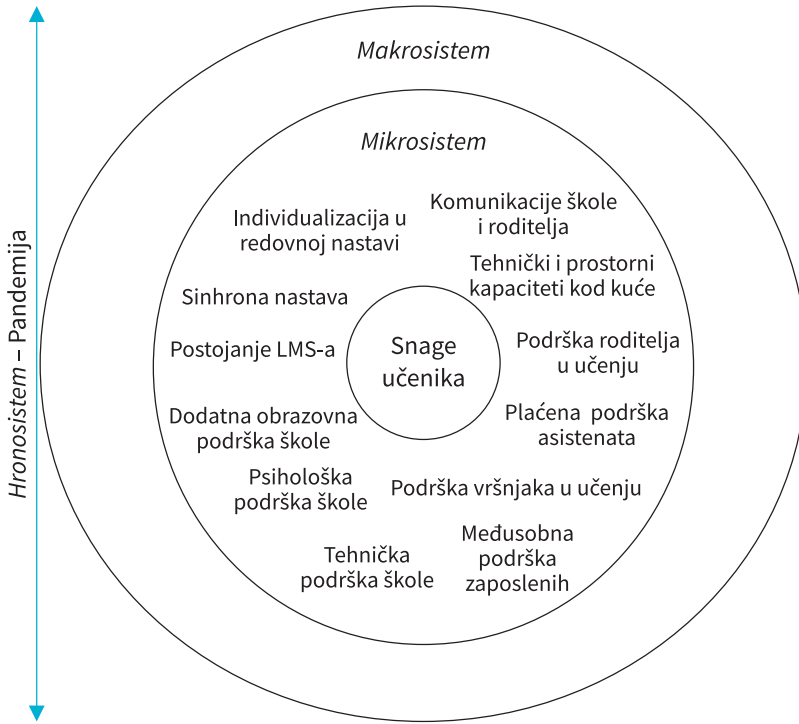 Makrosistem
Mikrosistem
Komunikacije škole
i roditelja
Individualizacija u
redovnoj nastavi
Tehnički i prostorni
kapaciteti kod kuće
Sinhrona nastava
Postojanje LMS-a
Snage
učenika
Podrška roditelja
u učenju
Plaćena podrška
asistenata
Dodatna obrazovna
podrška škole
Psihološka
podrška škole
Podrška vršnjaka u učenju
Međusobna
podrška
zaposlenih
Tehnička
podrška škole
Hronosistem – Pandemija